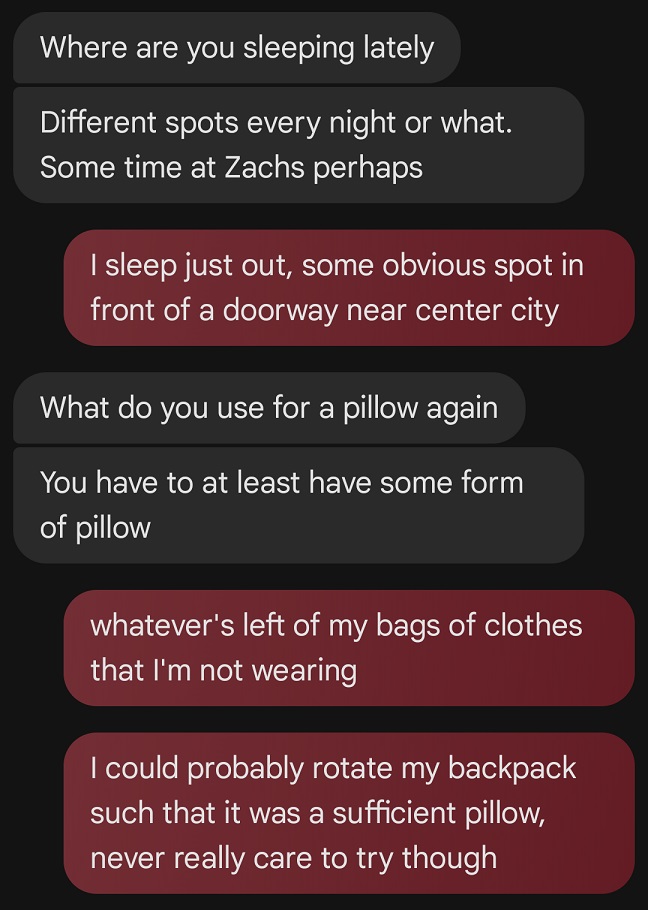 Where are you sleeping lately
Different spots every night or what.
Some time at Zachs perhaps
I sleep just out, some obvious spot in
front of a doorway near center city
What do you use for a pillow again
You have to at least have some form
of pillow
whatever's left of my bags of clothes
that I'm not wearing
I could probably rotate my backpack
such that it was a sufficient pillow,
never really care to try though